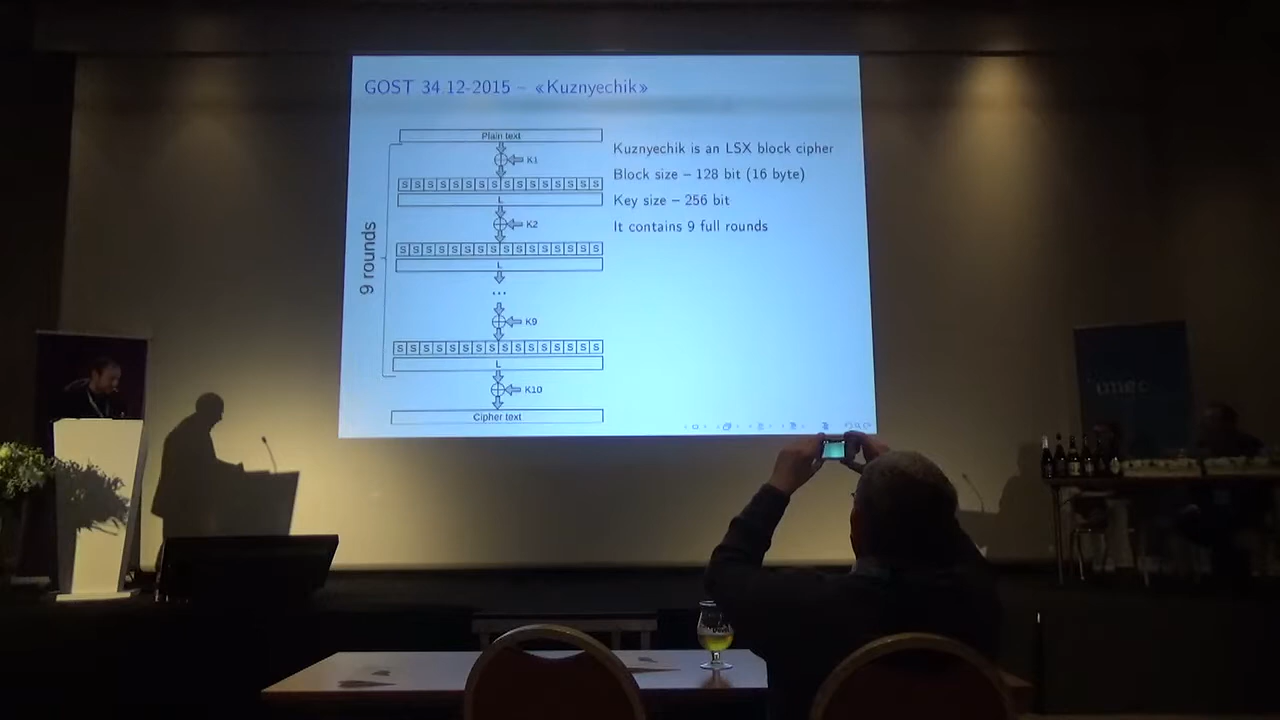 GOST 34.12-2015 – «Kuznyechik»
Plain text
K1
S S S S S S S S S S S S S S S S
L
K2
S S S S S S S S S S S S S S S S
L
...
K9
S S S S S S S S S S S S S S S S
L
K10
Cipher text
9 rounds
Kuznyechik is an LSX block cipher
Block size – 128 bit (16 byte)
Key size – 256 bit
It contains 9 full rounds